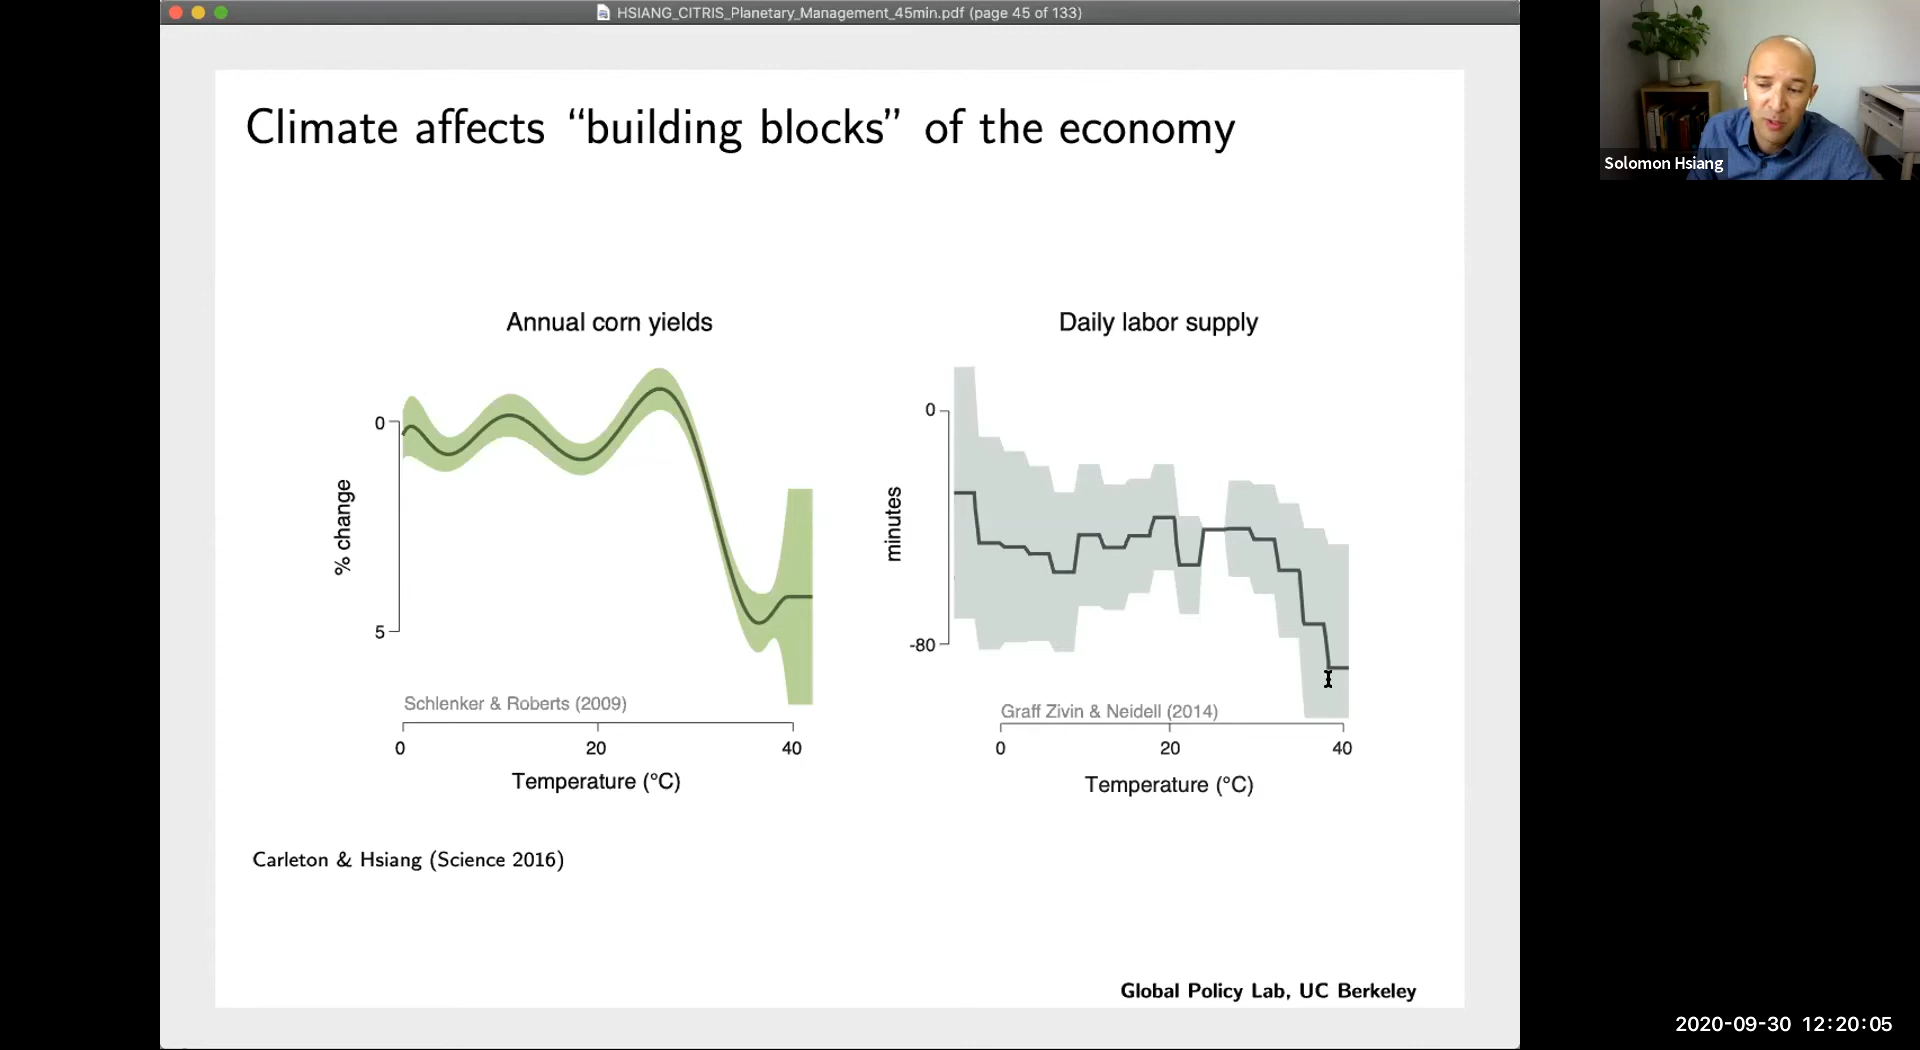 HSIANG_CITRIS_Planetary_Management_45min.pdf (page 45 of 133)
Solomon Hsiang
Climate affects “building blocks” of the economy
Annual corn yields
0
5
% change
Schlenker & Roberts (2009)
0 20 40
Temperature (°C)
Daily labor supply
0
-80
minutes
Graff Zivin & Neidell (2014)
0 20 40
Temperature (°C)
Carleton & Hsiang (Science 2016)
Global Policy Lab, UC Berkeley
2020-09-30 12:20:05